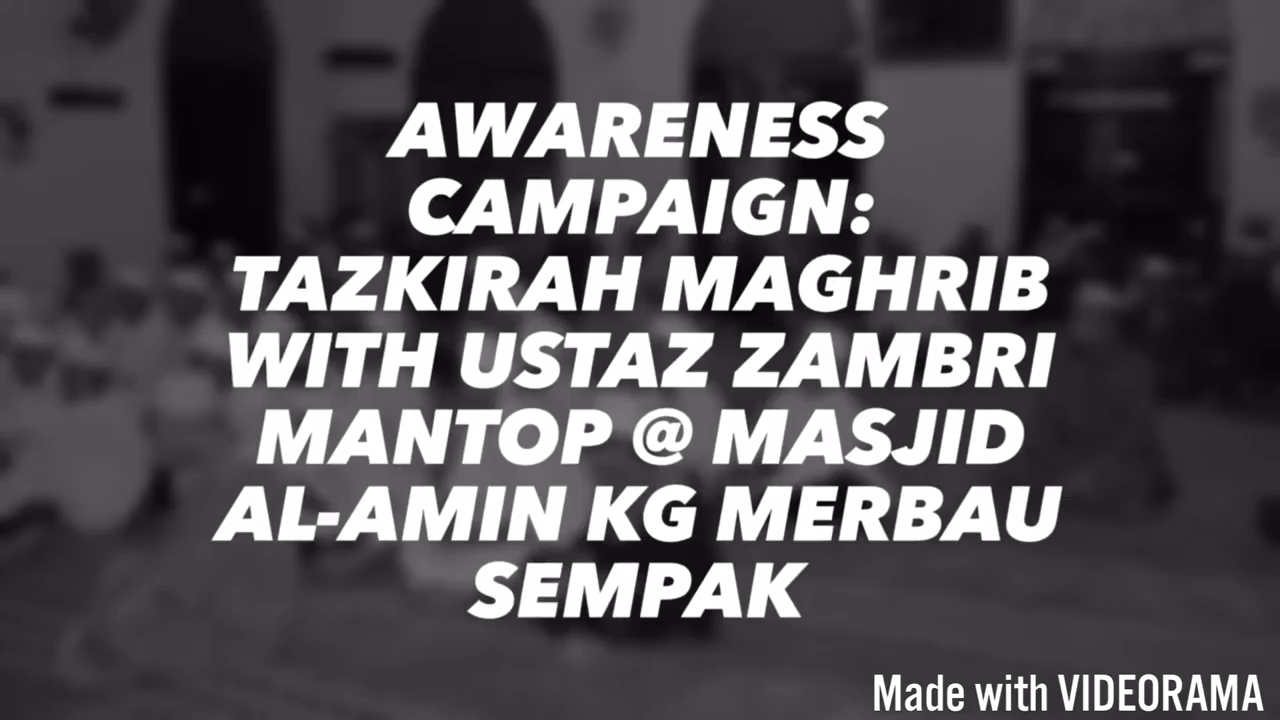 AWARENESS
CAMPAIGN:
TAZKIRAH MAGHRIB
WITH USTAZ ZAMBRI
MANTOP @ MASJID
AL-AMIN KG MERBAU
SEMPAK
Made with VIDEORAMA